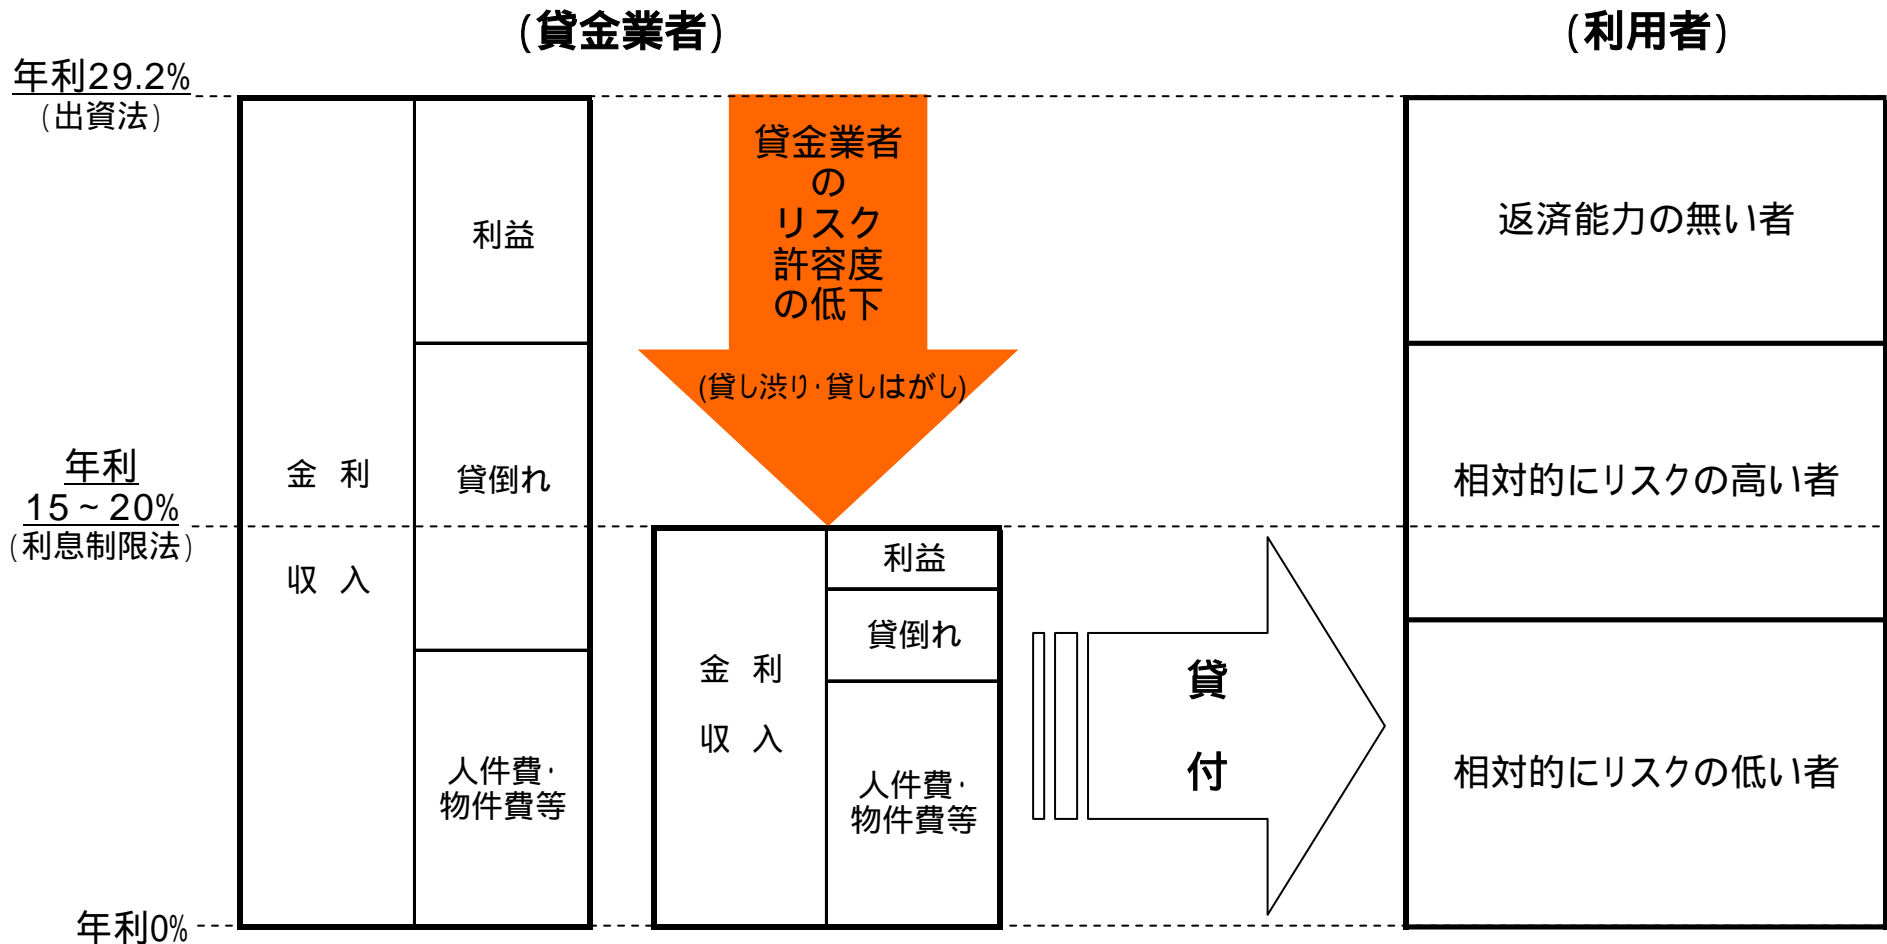 (貸金業者)
(利用者)
年利29.2%
(出資法)
年利
15~20%
(利息制限法)
年利0%
金 利
収 入
利益
貸倒れ
人件費・
物件費等
貸金業者
の
リスク
許容度
の低下
(貸し渋り・貸しはがし)
金 利
収 入
利益
貸倒れ
人件費・
物件費等
貸
付
返済能力の無い者
相対的にリスクの高い者
相対的にリスクの低い者